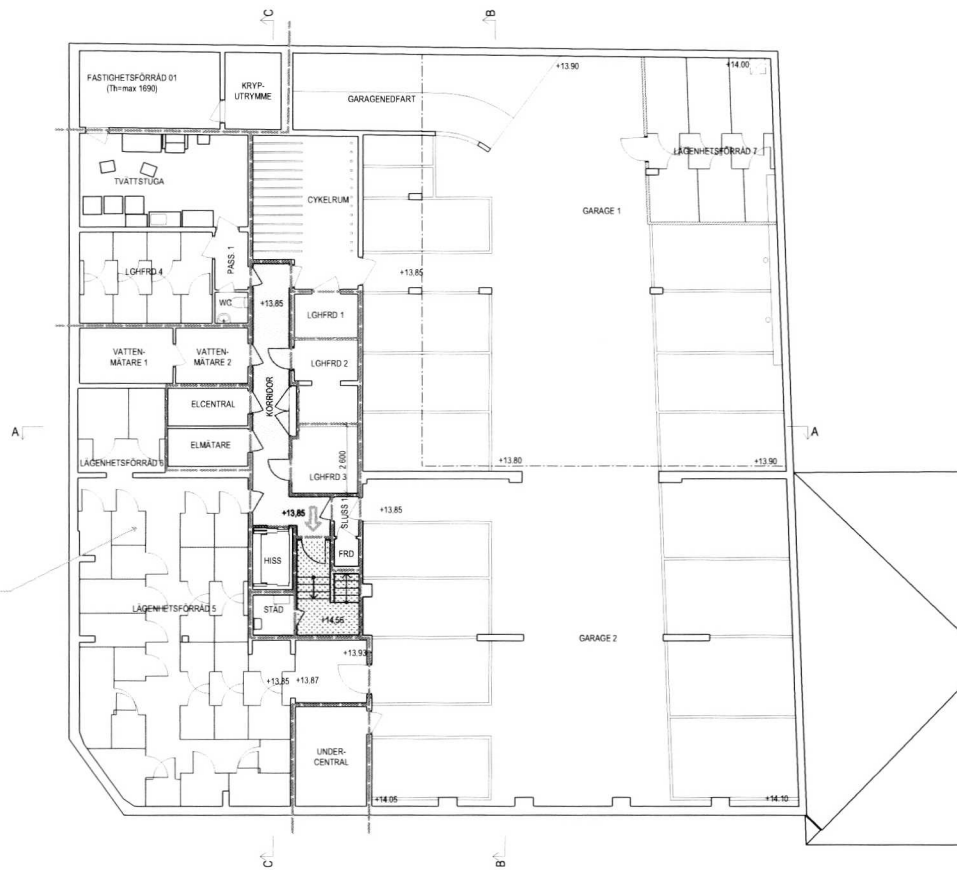 C
B
FASTIGHETSFÖRRÅD 01
(Th=max 1690)
KRYP-
UTRYMME
GARAGENEDFART
+13.90
+14.00
LÄGENHETSFÖRRÅD 7
TVÄTTSTUGA
CYKELRUM
GARAGE 1
PASS. 1
LGHFRD 4
+13,85
+13,85
WC
LGHFRD 1
VATTEN-
MÄTARE 1
VATTEN-
MÄTARE 2
LGHFRD 2
KORRIDOR
ELCENTRAL
A
A
ELMÄTARE
LÄGENHETSFÖRRÅD 6
2 600
LGHFRD 3
+13.80
+13.90
+13,85
SLUSS 1
+13,85
HISS
FRD
LÄGENHETSFÖRRÅD 5
STÄD
+14,56
GARAGE 2
+13,93
+13,85
+13,87
UNDER-
CENTRAL
+14.05
+14.10
C
B